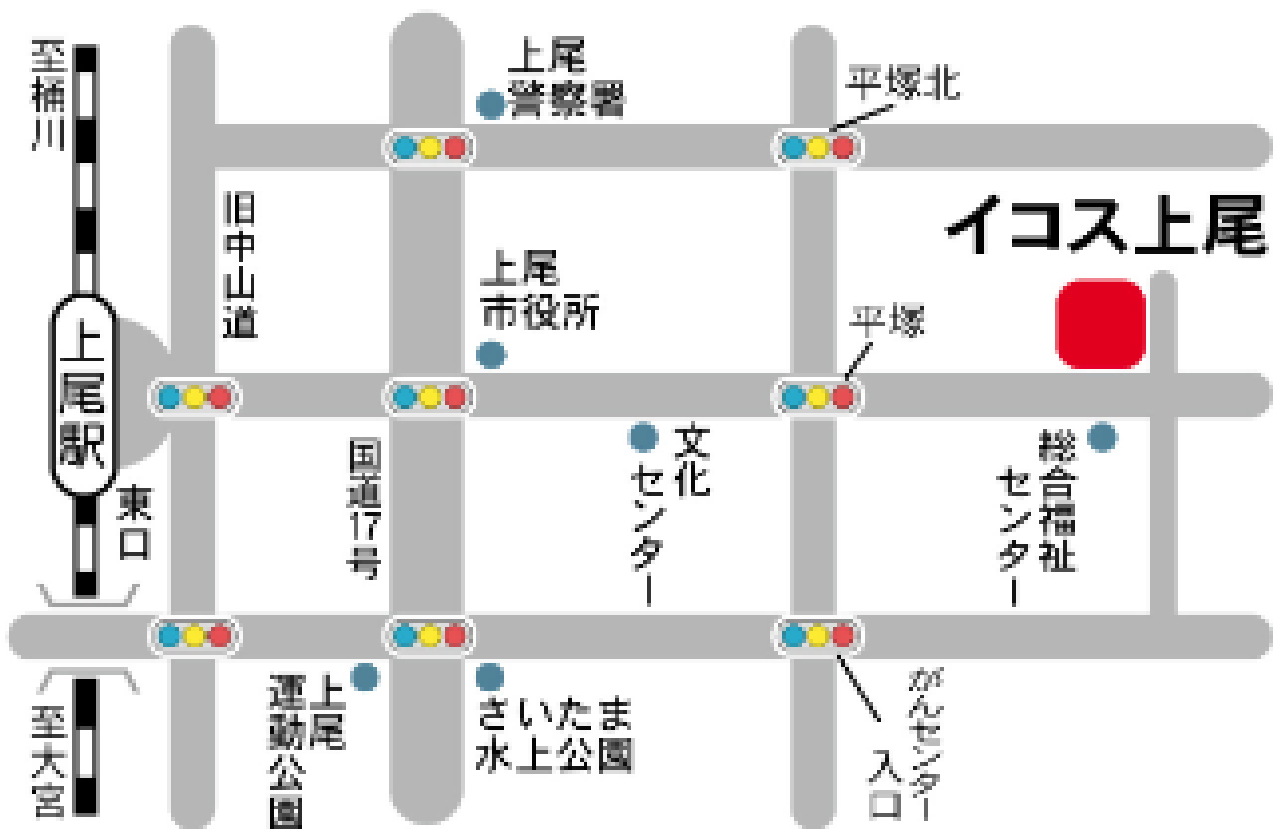 至桶川
上尾
警察署
平塚北
旧中山道
イコス上尾
上尾
市役所
平塚
上尾駅
東口
国道17号
文化
センター
総合福祉
センター
至大宮
上尾
運動公園
さいたま
水上公園
がんセンター
入口